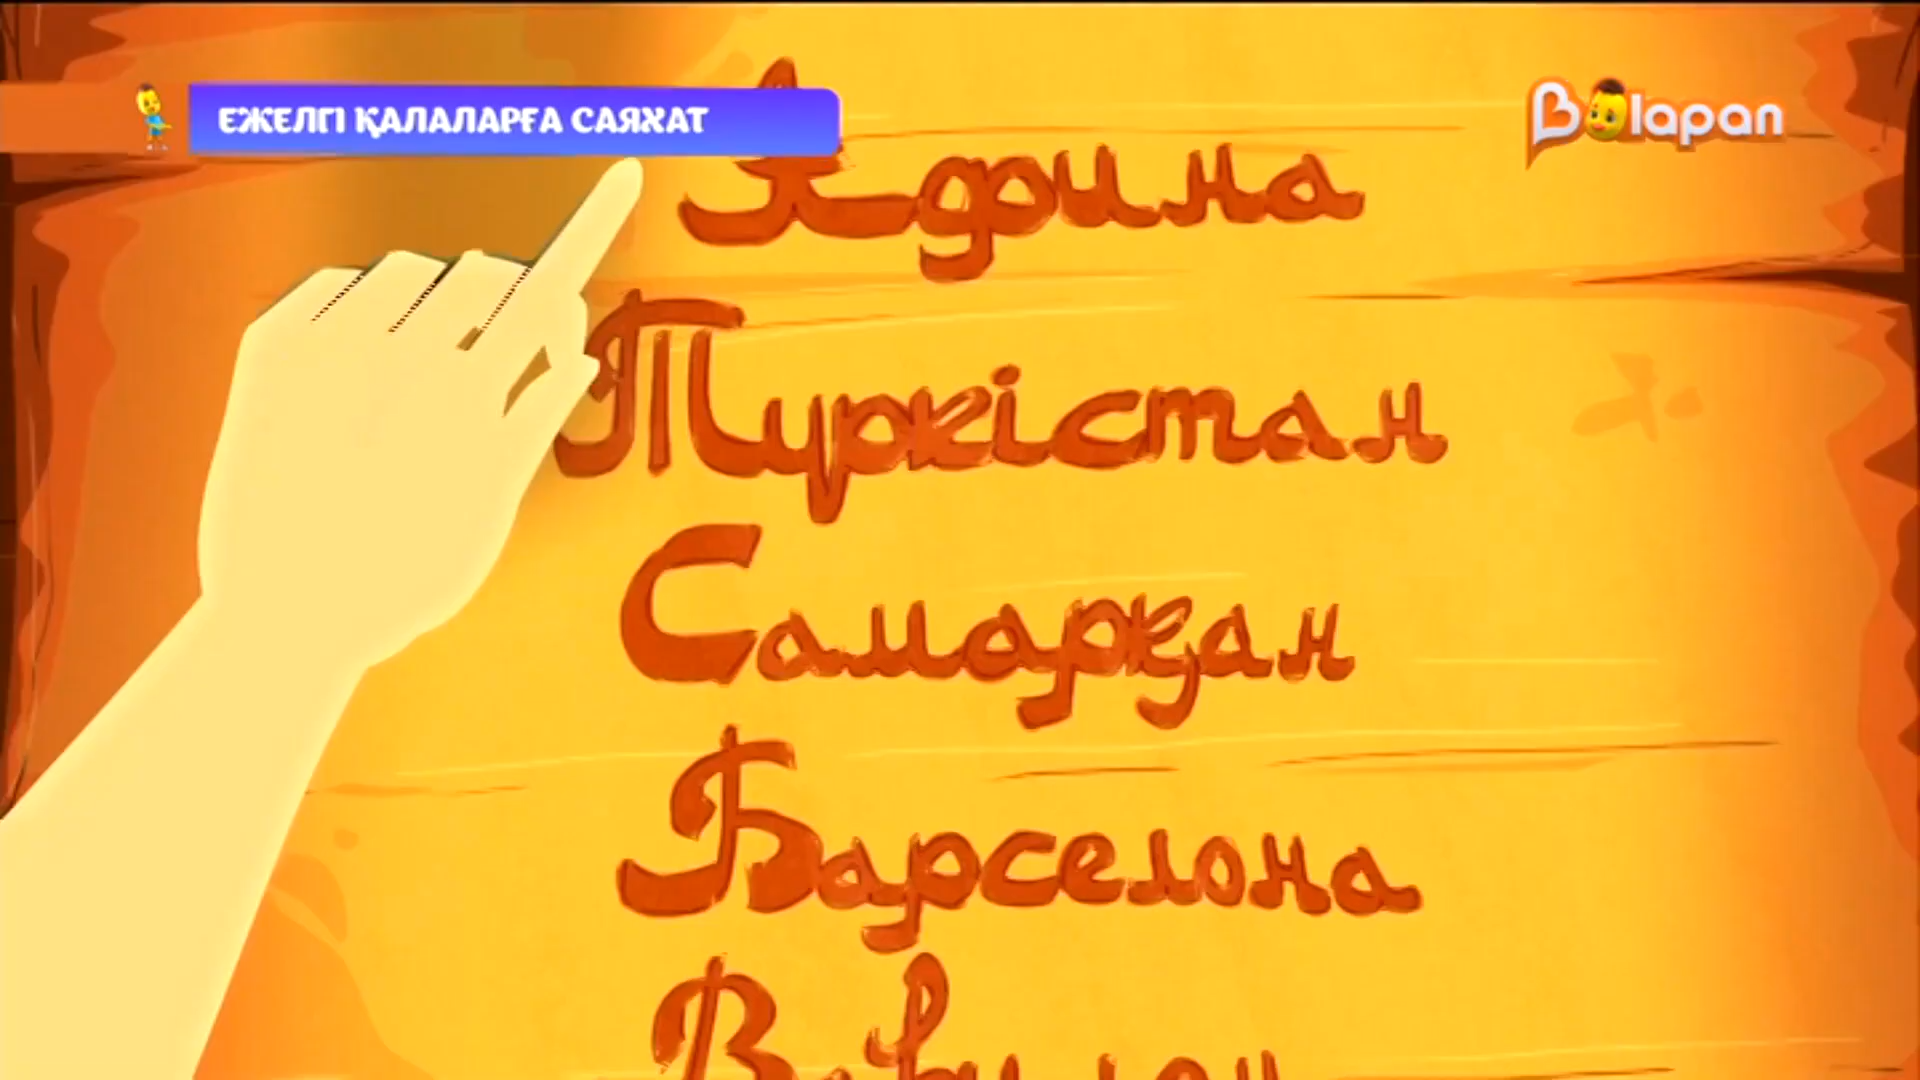 ЕЖЕЛГІ ҚАЛАЛАРҒА САЯХАТ
Bolapan
Түркістан
Самарқан
Барселона